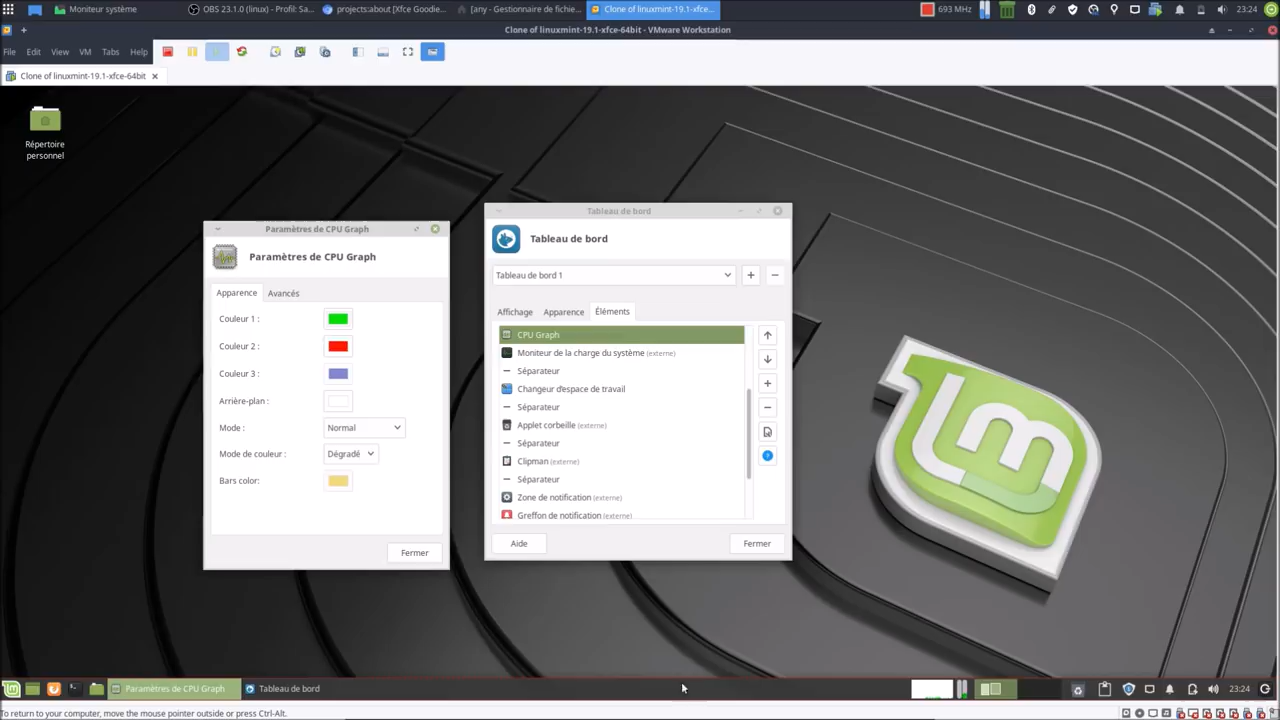 Moniteur système
OBS 23.1.0 (linux) - Profil: Sa...
projects:about [Xfce Goodie...
[any - Gestionnaire de fichie...
Clone of linuxmint-19.1-xfce...
693 MHz
23:24
Clone of linuxmint-19.1-xfce-64bit - VMware Workstation
File Edit View VM Tabs Help
Clone of linuxmint-19.1-xfce-64bit
Répertoire
personnel
Paramètres de CPU Graph
Paramètres de CPU Graph
Apparence Avancés
Couleur 1 :
Couleur 2 :
Couleur 3 :
Arrière-plan :
Mode : Normal
Mode de couleur : Dégradé
Bars color:
Fermer
Tableau de bord
Tableau de bord
Tableau de bord 1
Affichage Apparence Éléments
CPU Graph
Moniteur de la charge du système (externe)
Séparateur
Changeur d'espace de travail
Séparateur
Applet corbeille (externe)
Séparateur
Clipman (externe)
Séparateur
Zone de notification (externe)
Greffon de notification (externe)
Aide Fermer
Paramètres de CPU Graph
Tableau de bord
23:24
To return to your computer, move the mouse pointer outside or press Ctrl-Alt.